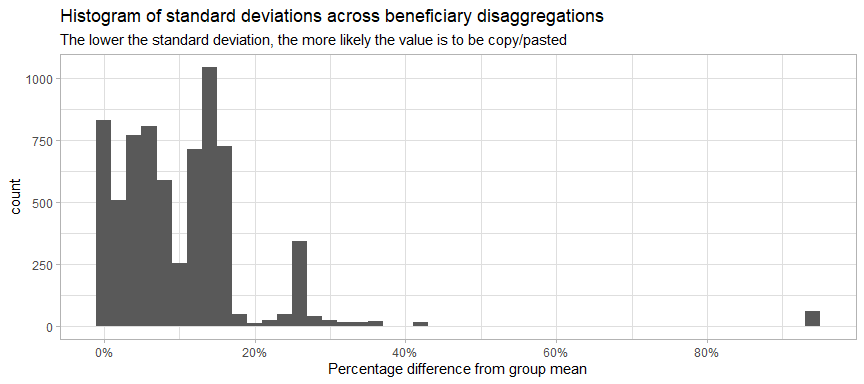 Histogram of standard deviations across beneficiary disaggregations
The lower the standard deviation, the more likely the value is to be copy/pasted
1000
750
500
250
0
count
0% 20% 40% 60% 80%
Percentage difference from group mean